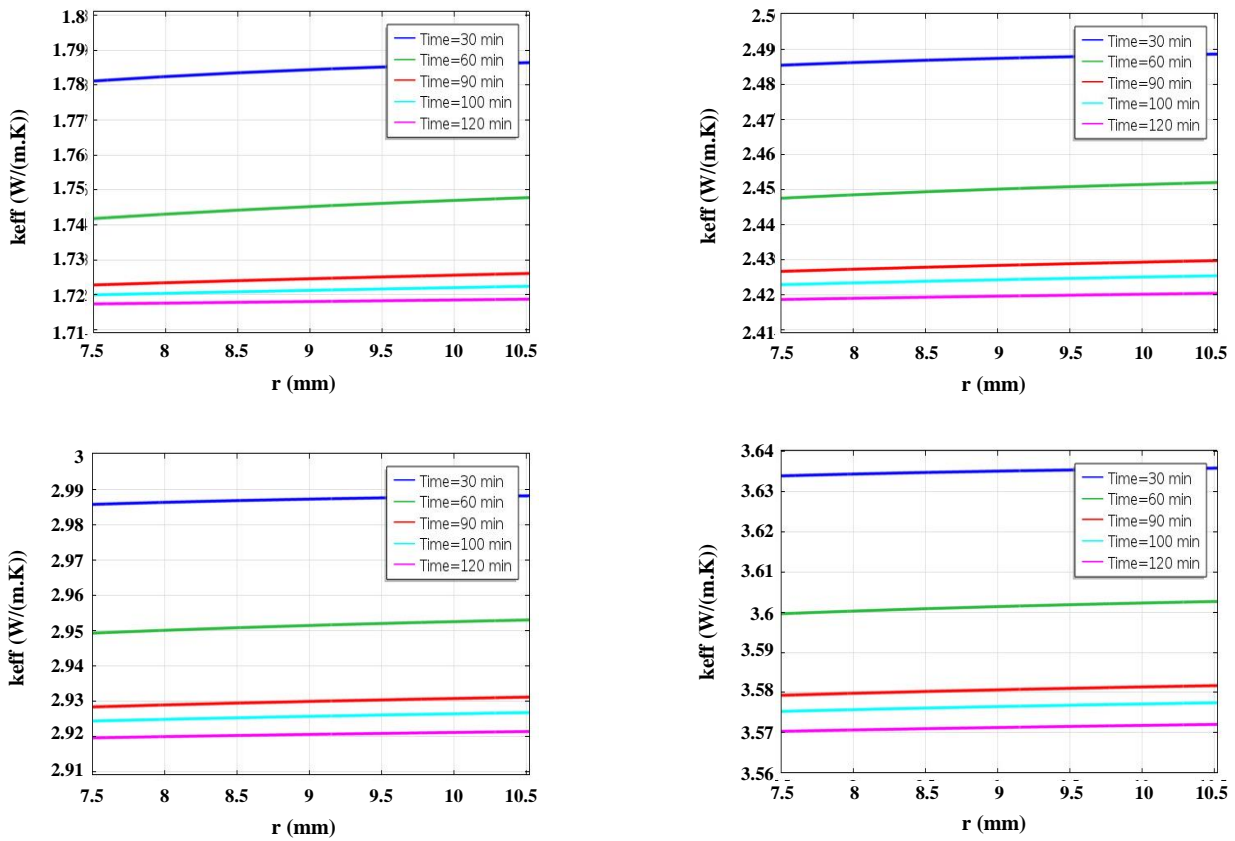 keff (W/(m.K))
1.8
1.79
1.78
1.77
1.76
1.75
1.74
1.73
1.72
1.71
Time=30 min
Time=60 min
Time=90 min
Time=100 min
Time=120 min
7.5 8 8.5 9 9.5 10 10.5
r (mm)
keff (W/(m.K))
2.5
2.49
2.48
2.47
2.46
2.45
2.44
2.43
2.42
2.41
Time=30 min
Time=60 min
Time=90 min
Time=100 min
Time=120 min
7.5 8 8.5 9 9.5 10 10.5
r (mm)
keff (W/(m.K))
3
2.99
2.98
2.97
2.96
2.95
2.94
2.93
2.92
2.91
Time=30 min
Time=60 min
Time=90 min
Time=100 min
Time=120 min
7.5 8 8.5 9 9.5 10 10.5
r (mm)
keff (W/(m.K))
3.64
3.63
3.62
3.61
3.6
3.59
3.58
3.57
3.56
Time=30 min
Time=60 min
Time=90 min
Time=100 min
Time=120 min
7.5 8 8.5 9 9.5 10 10.5
r (mm)